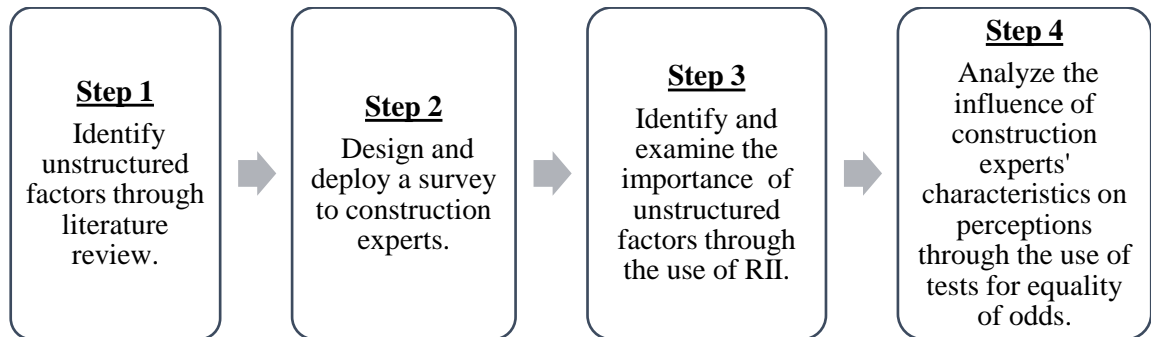 Step 1
Identify
unstructured
factors through
literature
review.
Step 2
Design and
deploy a survey
to construction
experts.
Step 3
Identify and
examine the
importance of
unstructured
factors through
the use of RII.
Step 4
Analyze the
influence of
construction
experts'
characteristics on
perceptions
through the use of
tests for equality
of odds.